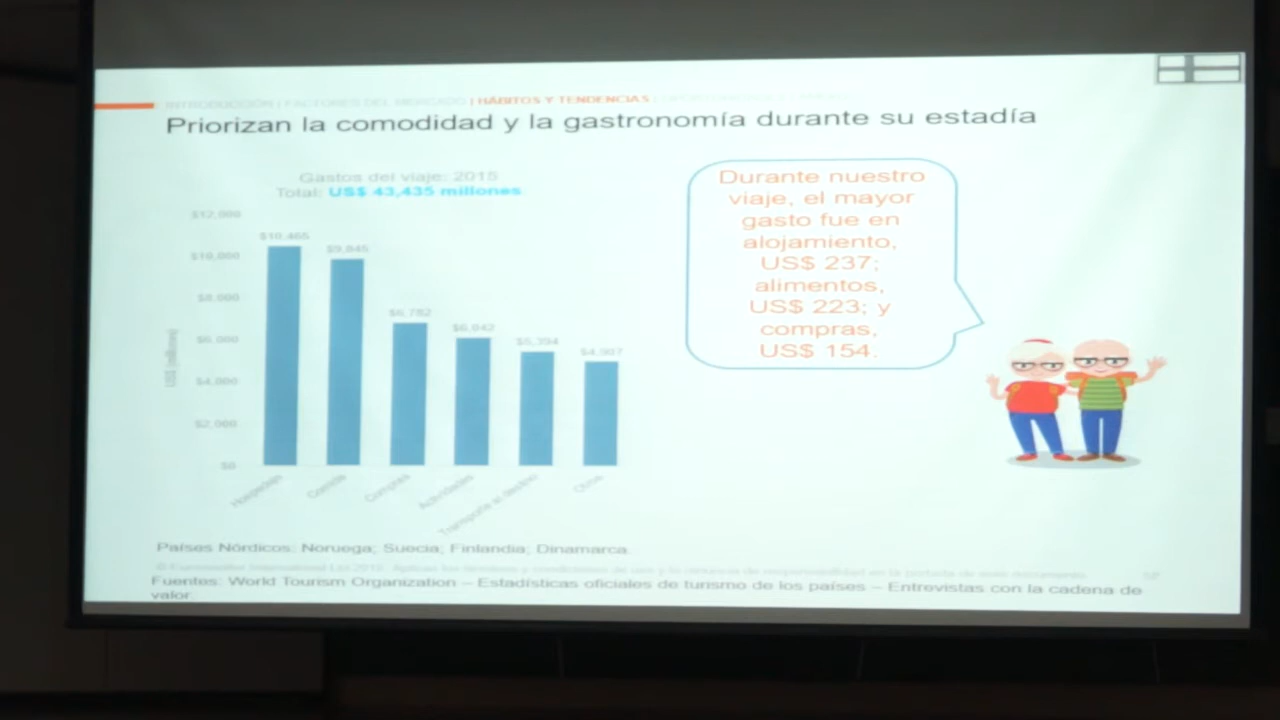 INTRODUCCIÓN | FACTORES DEL MERCADO | HÁBITOS Y TENDENCIAS |
Priorizan la comodidad y la gastronomía durante su estadía
Gastos del viaje: 2015
Total: US$ 43,435 millones
US$ (millones)
$12,000
$10,000
$8,000
$6,000
$4,000
$2,000
$0
$10,465
$9,845
$6,782
$6,042
$5,394
$4,907
Hospedaje
Comida
Compras
Actividades
Transporte al destino
Otros
Durante nuestro
viaje, el mayor
gasto fue en
alojamiento,
US$ 237;
alimentos,
US$ 223; y
compras,
US$ 154.
Países Nórdicos: Noruega; Suecia; Finlandia; Dinamarca.
© Euromonitor International Ltd
Fuentes: World Tourism Organization – Estadísticas oficiales de turismo de los países – Entrevistas con la cadena de
valor.